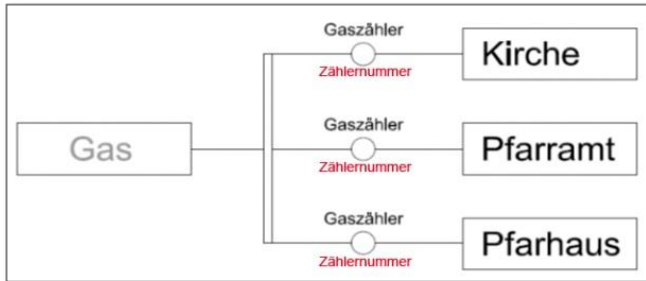 Gaszähler
Kirche
Zählernummer
Gas
Gaszähler
Pfarramt
Zählernummer
Gaszähler
Pfarhaus
Zählernummer